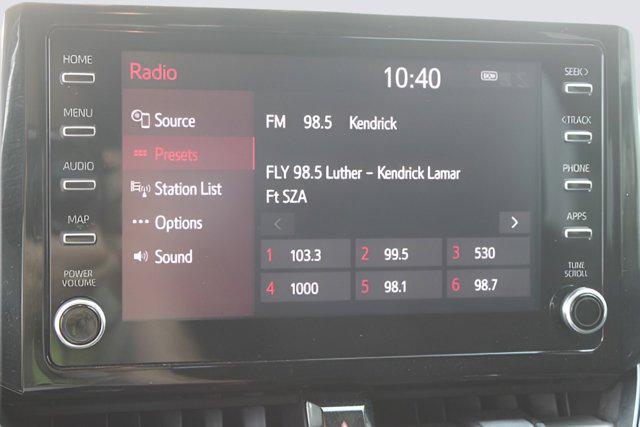 HOME
MENU
AUDIO
MAP
POWER
VOLUME
Radio
10:40
Source
Presets
Station List
Options
Sound
FM 98.5 Kendrick
FLY 98.5 Luther - Kendrick Lamar
Ft SZA
1 103.3
2 99.5
3 530
4 1000
5 98.1
6 98.7
SEEK>
<TRACK
PHONE
APPS
TUNE
SCROLL